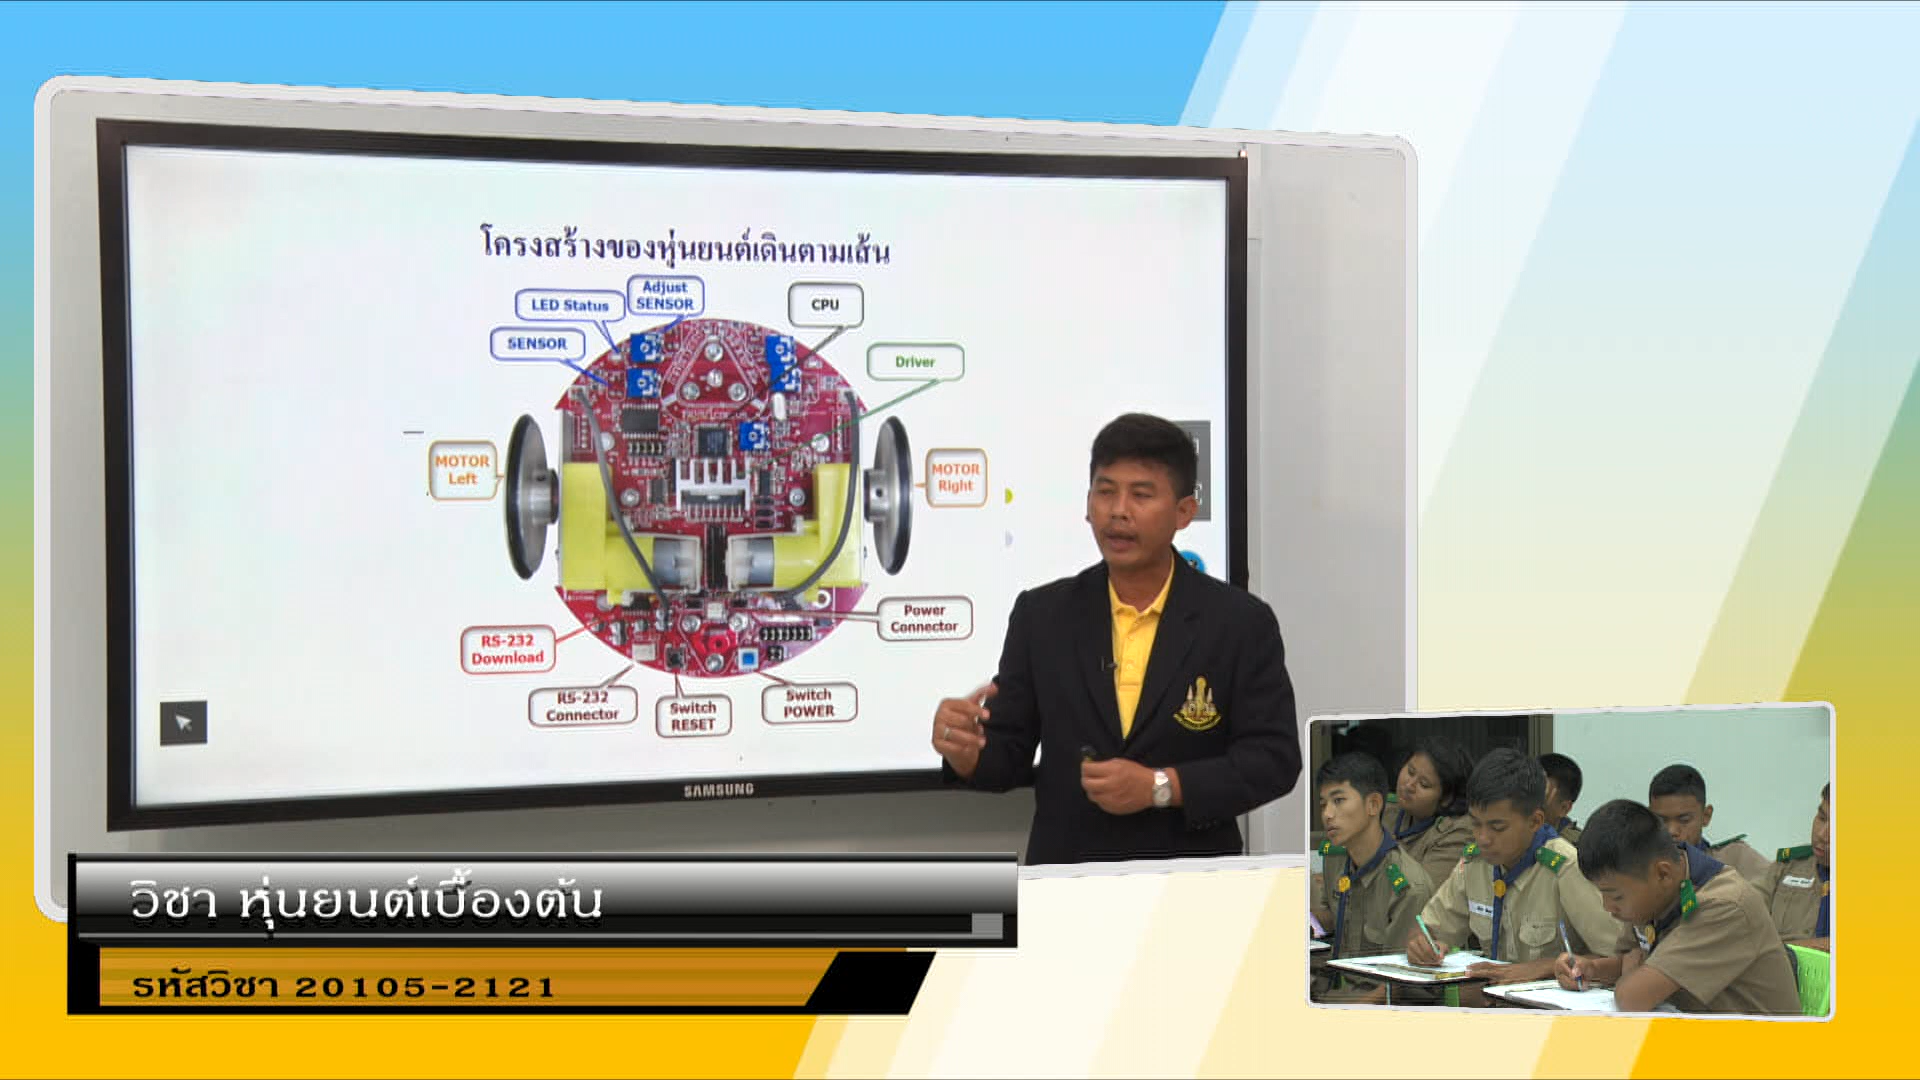 โครงสร้างของหุ่นยนต์เดินตามเส้น
Adjust
SENSOR
LED Status
CPU
SENSOR
Driver
MOTOR
Left
MOTOR
Right
Power
Connector
RS-232
Download
RS-232
Connector
Switch
RESET
Switch
POWER
SAMSUNG
วิชา หุ่นยนต์เบื้องต้น
รหัสวิชา 20105-2121